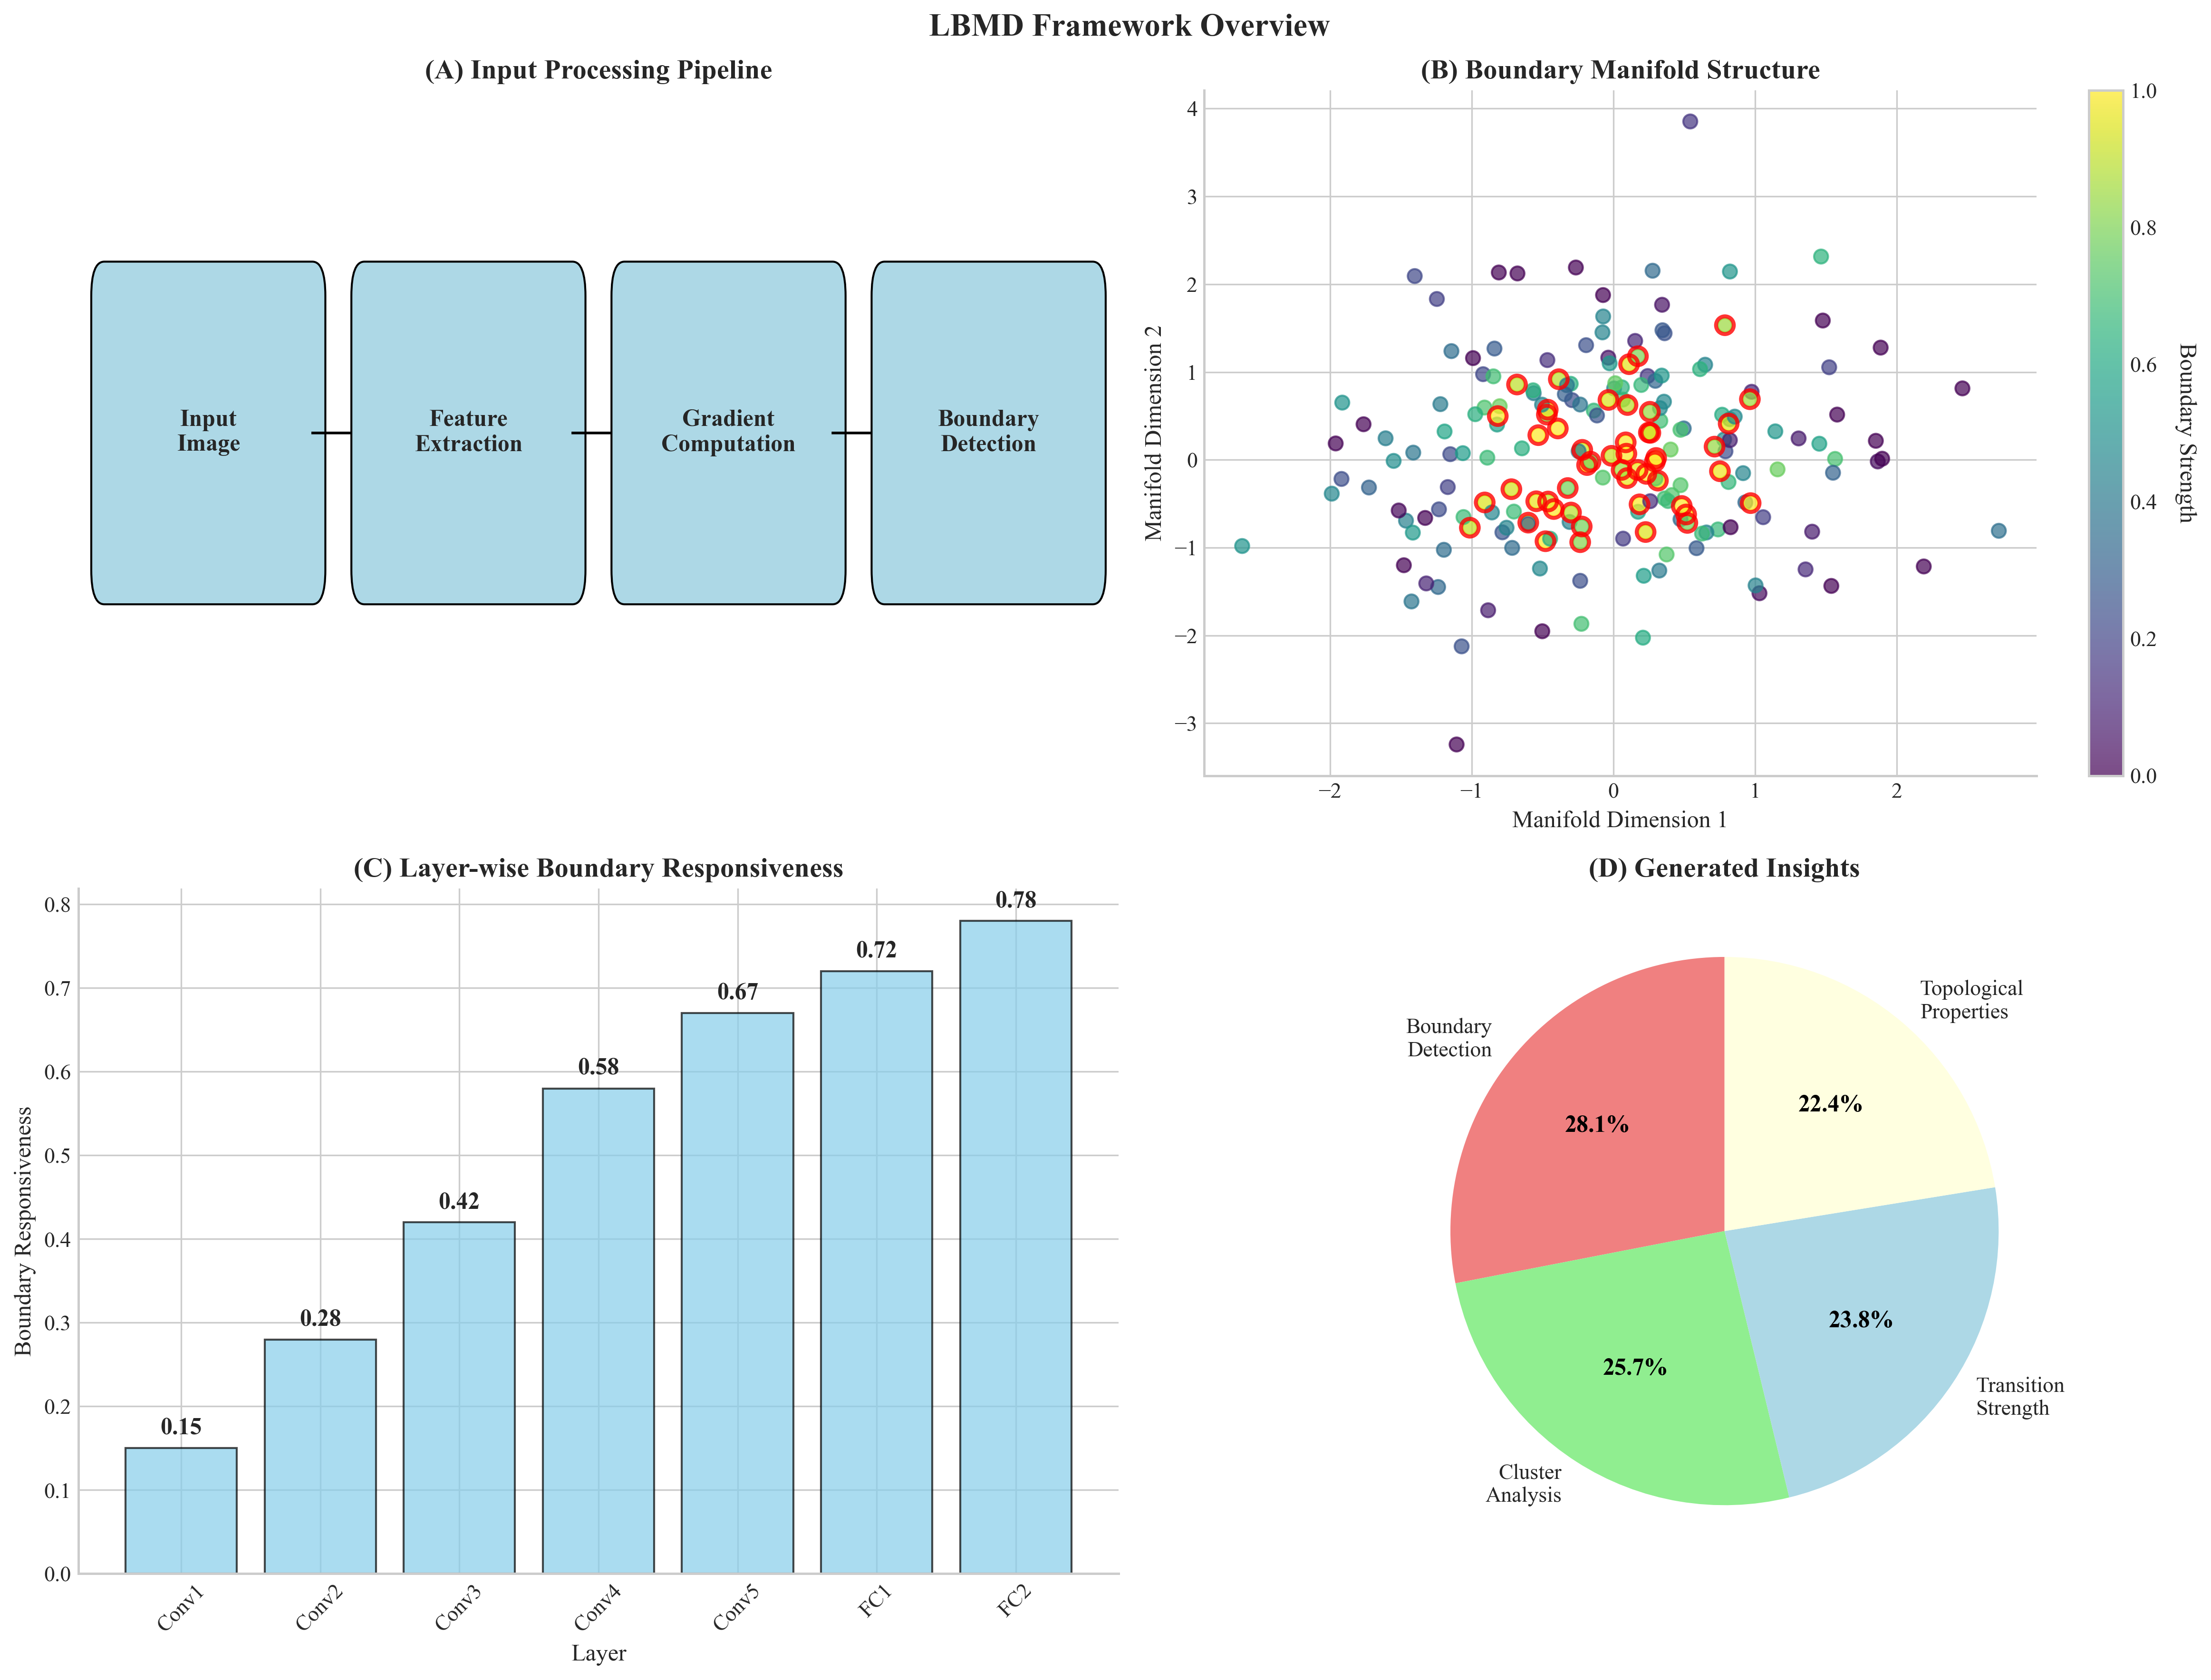 LBMD Framework Overview
(A) Input Processing Pipeline
Input
Image
Feature
Extraction
Gradient
Computation
Boundary
Detection
(B) Boundary Manifold Structure
4
3
2
1
0
−1
−2
−3
Manifold Dimension 2
−2
−1
0
1
2
Manifold Dimension 1
1.0
0.8
0.6
0.4
0.2
0.0
Boundary Strength
(C) Layer-wise Boundary Responsiveness
0.8
0.7
0.6
0.5
0.4
0.3
0.2
0.1
0.0
Boundary Responsiveness
0.15
0.28
0.42
0.58
0.67
0.72
0.78
Conv1
Conv2
Conv3
Conv4
Conv5
FC1
FC2
Layer
(D) Generated Insights
Boundary
Detection
28.1%
Topological
Properties
22.4%
Cluster
Analysis
25.7%
Transition
Strength
23.8%